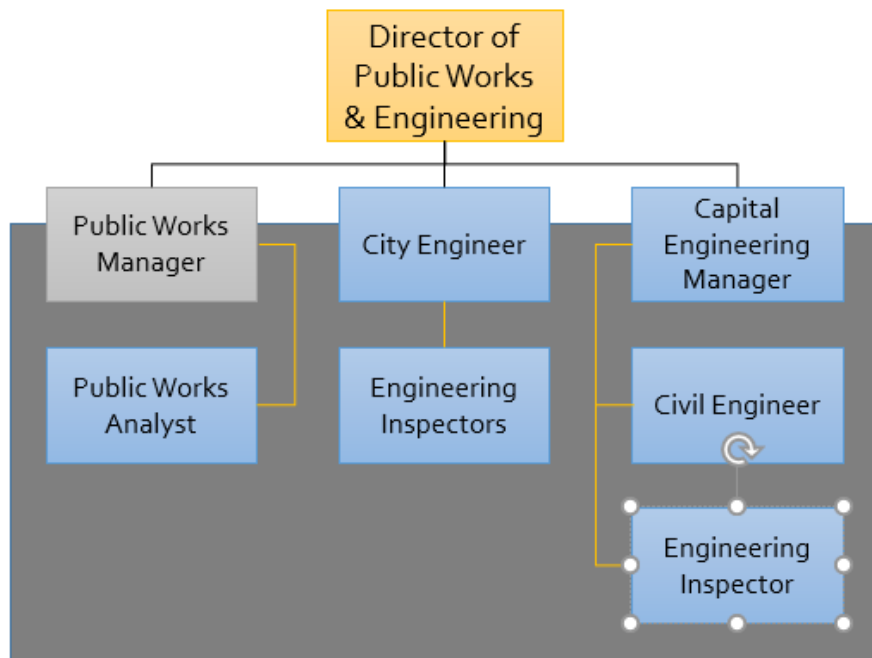 Director of
Public Works
& Engineering
Public Works
Manager
City Engineer
Capital
Engineering
Manager
Public Works
Analyst
Engineering
Inspectors
Civil Engineer
Engineering
Inspector